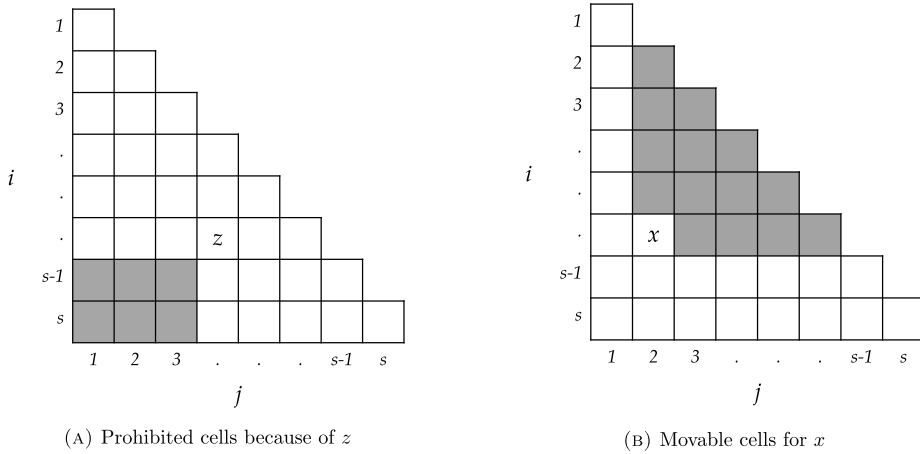 1
2
3
.
.
.
s-1
s
i
z
1 2 3 . . . s-1 s
j
(A) Prohibited cells because of z
1
2
3
.
.
.
s-1
s
i
x
1 2 3 . . . s-1 s
j
(B) Movable cells for x